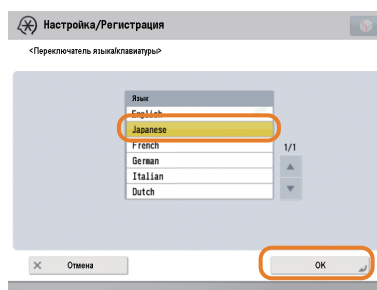 Настройка/Регистрация
<Переключатель языка/клавиатуры>
Язык
English
Japanese
French
German
Italian
Dutch
1/1
Отмена
OK